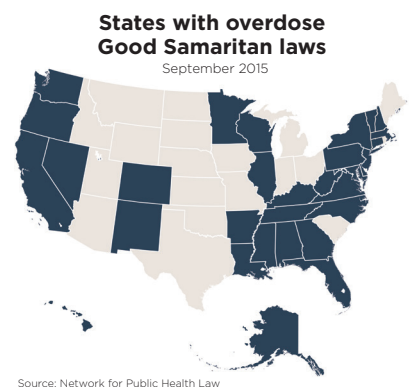 States with overdose
Good Samaritan laws
September 2015
Source: Network for Public Health Law